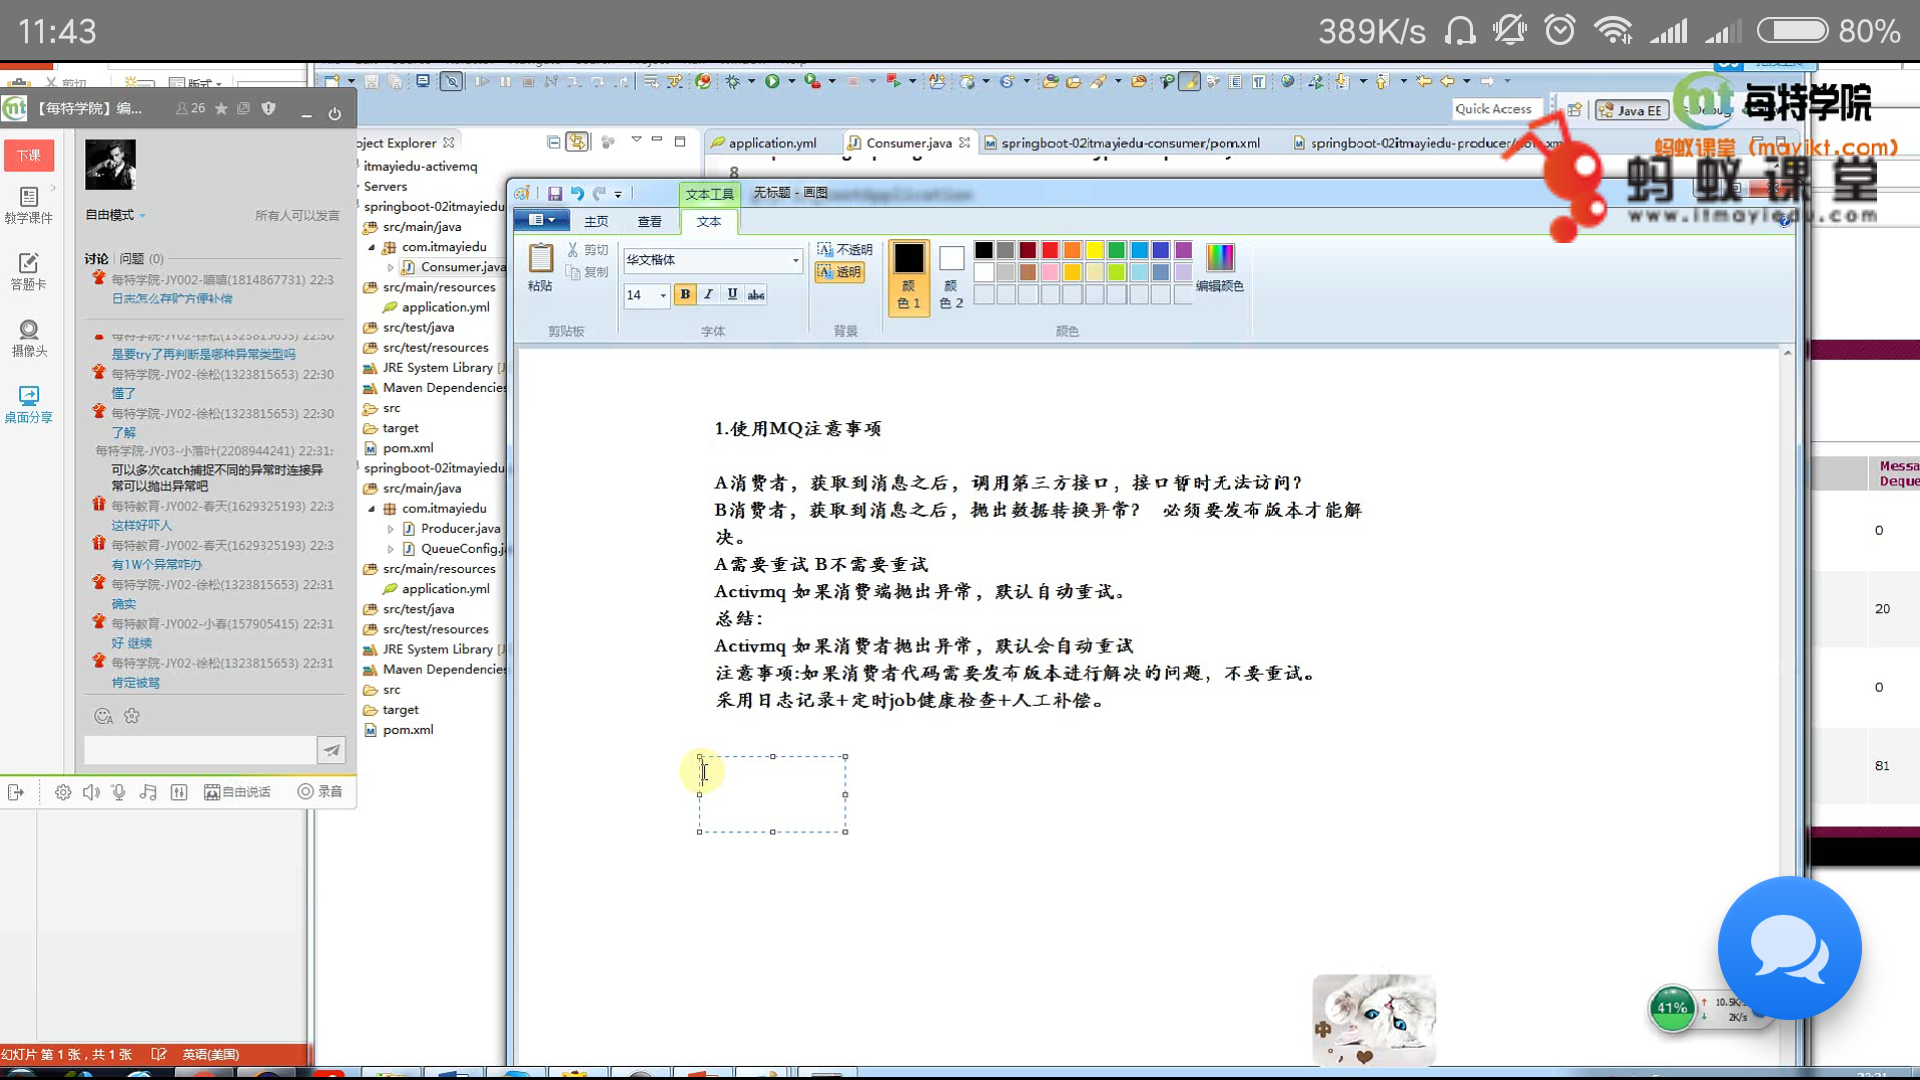 11:43
389K/s
80%
剪切
版式
【每特学院】编...
26
下课
教学课件
答题卡
摄像头
桌面分享
自由模式
所有人可以发言
讨论 问题 (0)
每特学院-JY002-嘻嘻(1814867731) 22:3
日志怎么存贮方便补偿
每特学院-JY02-徐松(1323815653) 22:30
是要try了再判断是哪种异常类型吗
每特学院-JY02-徐松(1323815653) 22:30
懂了
每特学院-JY02-徐松(1323815653) 22:30
了解
每特学院-JY03-小落叶(2208944241) 22:31:
可以多次catch捕捉不同的异常时连接异
常可以抛出异常吧
每特教育-JY002-春天(1629325193) 22:3
这样好吓人
每特教育-JY002-春天(1629325193) 22:3
有1W个异常咋办
每特学院-JY02-徐松(1323815653) 22:31
确实
每特教育-JY002-小春(157905415) 22:31
好 继续
每特学院-JY02-徐松(1323815653) 22:31
肯定被骂
自由说话
录音
幻灯片 第 1 张, 共 1 张
英语(美国)
oject Explorer
itmayiedu-activemq
Servers
springboot-02itmayiedu
src/main/java
com.itmayiedu
Consumer.java
src/main/resources
application.yml
src/test/java
src/test/resources
JRE System Library [J
Maven Dependencies
src
target
pom.xml
springboot-02itmayiedu
src/main/java
com.itmayiedu
Producer.java
QueueConfig.j
src/main/resources
application.yml
src/test/java
src/test/resources
JRE System Library [J
Maven Dependencies
src
target
pom.xml
Quick Access
Java EE
Debug
application.yml
Consumer.java
springboot-02itmayiedu-consumer/pom.xml
springboot-02itmayiedu-producer/pom.xml
8
每特学院
蚂蚁课堂（mayikt.com）
蚂蚁课堂
www.itmayiedu.com
文本工具
无标题 - 画图
主页
查看
文本
粘贴
剪切
复制
剪贴板
华文楷体
14
B I U abc
字体
不透明
透明
背景
颜
色 1
颜
色 2
编辑颜色
颜色
1.使用MQ注意事项
A消费者，获取到消息之后，调用第三方接口，接口暂时无法访问?
B消费者，获取到消息之后，抛出数据转换异常? 必须要发布版本才能解
决。
A需要重试 B不需要重试
Activmq 如果消费端抛出异常，默认自动重试。
总结:
Activmq 如果消费者抛出异常，默认会自动重试
注意事项:如果消费者代码需要发布版本进行解决的问题，不要重试。
采用日志记录+定时job健康检查+人工补偿。
Messa
Deque
0
20
0
81
中
41%
10.5K/s
2K/s